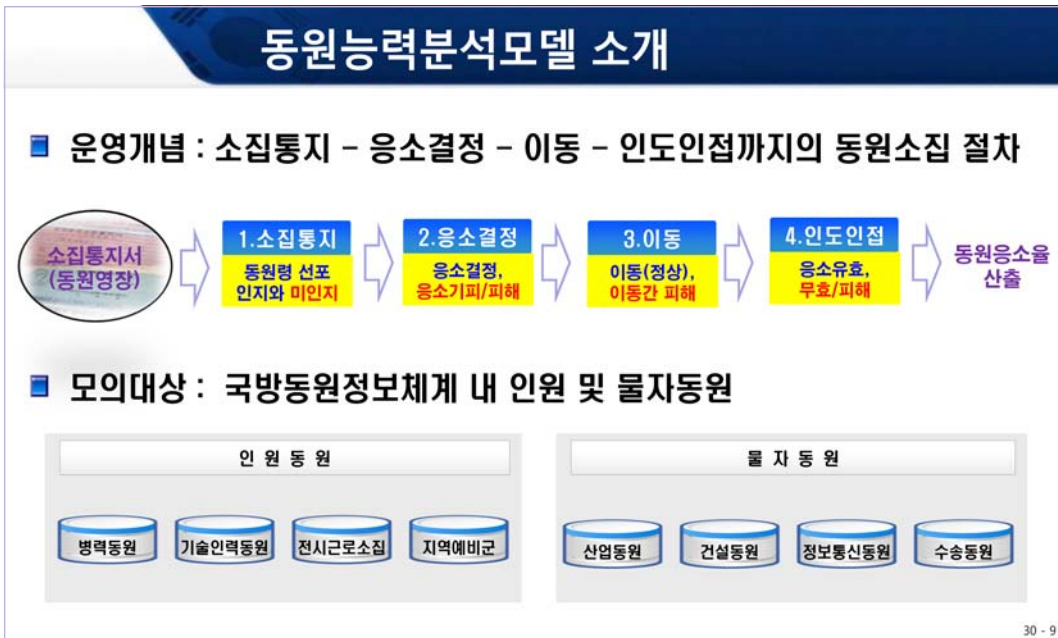 동원능력분석모델 소개
운영개념 : 소집통지 – 응소결정 – 이동 – 인도인접까지의 동원소집 절차
소집통지서
(동원영장)
1.소집통지
동원령 선포
인지와 미인지
2.응소결정
응소결정,
응소기피/피해
3.이동
이동(정상),
이동간 피해
4.인도인접
응소유효,
무효/피해
동원응소율
산출
모의대상 : 국방동원정보체계 내 인원 및 물자동원
인 원 동 원
병력동원
기술인력동원
전시근로소집
지역예비군
물 자 동 원
산업동원
건설동원
정보통신동원
수송동원
30 - 9